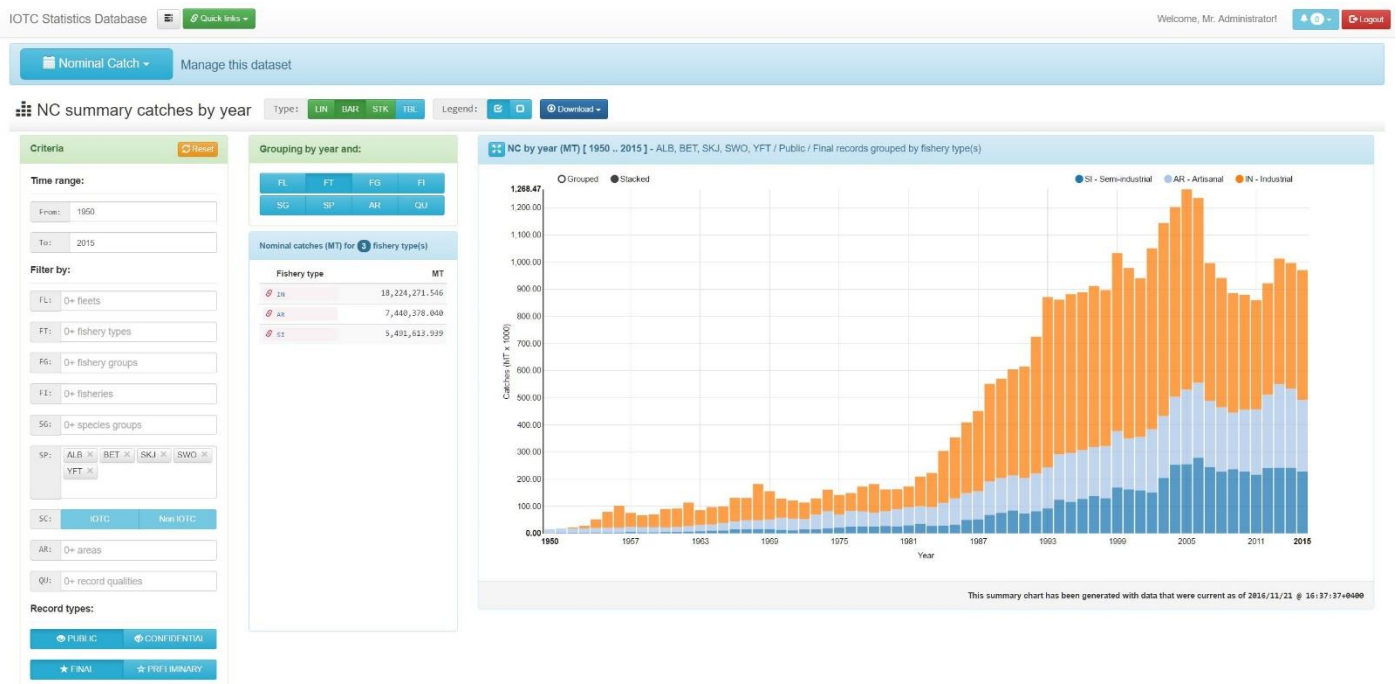 IOTC Statistics Database Quick links Welcome, Mr. Administrator! 0 Logout
Nominal Catch Manage this dataset
NC summary catches by year Type: LIN BAR STK TBL Legend: Download
Criteria Reset
Time range:
From: 1950
To: 2015
Filter by:
FL: 0+ fleets
FT: 0+ fishery types
FG: 0+ fishery groups
FI: 0+ fisheries
SG: 0+ species groups
SP: ALB × BET × SKJ × SWO ×
YFT ×
SC: IOTC Non IOTC
AR: 0+ areas
QU: 0+ record qualities
Record types:
PUBLIC CONFIDENTIAL
FINAL PRELIMINARY
Grouping by year and:
FL FT FG FI
SG SP AR QU
Nominal catches (MT) for 3 fishery type(s)
Fishery type MT
IN 18,224,271.546
AR 7,440,378.040
SI 5,491,613.939
NC by year (MT) [ 1950 .. 2015 ] - ALB, BET, SKJ, SWO, YFT / Public / Final records grouped by fishery type(s)
Grouped Stacked SI - Semi-industrial AR - Artisanal IN - Industrial
1,268.47
1,200.00
1,100.00
1,000.00
900.00
800.00
700.00
600.00
500.00
400.00
300.00
200.00
100.00
0.00
Catches (MT x 1000)
1950 1957 1963 1969 1975 1981 1987 1993 1999 2005 2011 2015
Year
This summary chart has been generated with data that were current as of 2016/11/21 @ 16:37:37+0400